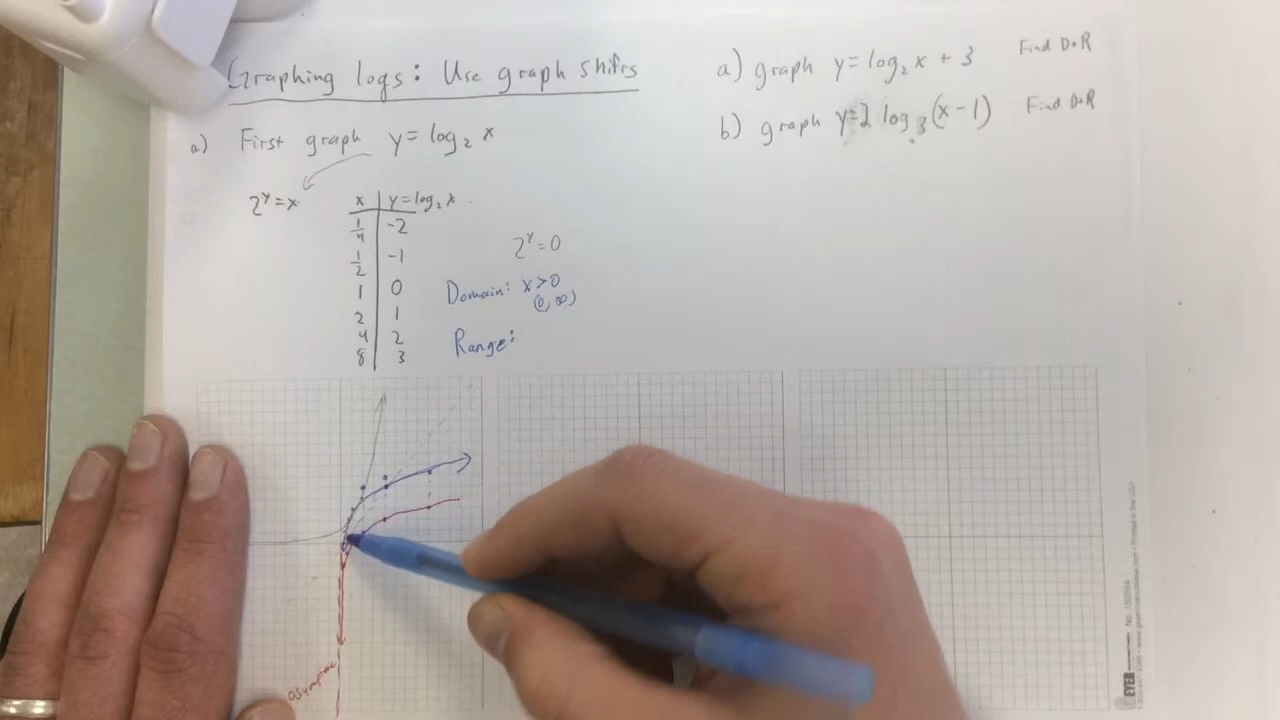 Graphing logs: Use graph shifts
a) First graph y = log₂ x
2^y = x
x | y = log₂ x
1/4 | -2
1/2 | -1
1 | 0
2 | 1
4 | 2
8 | 3
2^y = 0
Domain: x > 0
(0, ∞)
Range:
a) graph y = log₂ x + 3 Find D+R
b) graph y = 2 log₃ (x - 1) Find D+R
asymptote